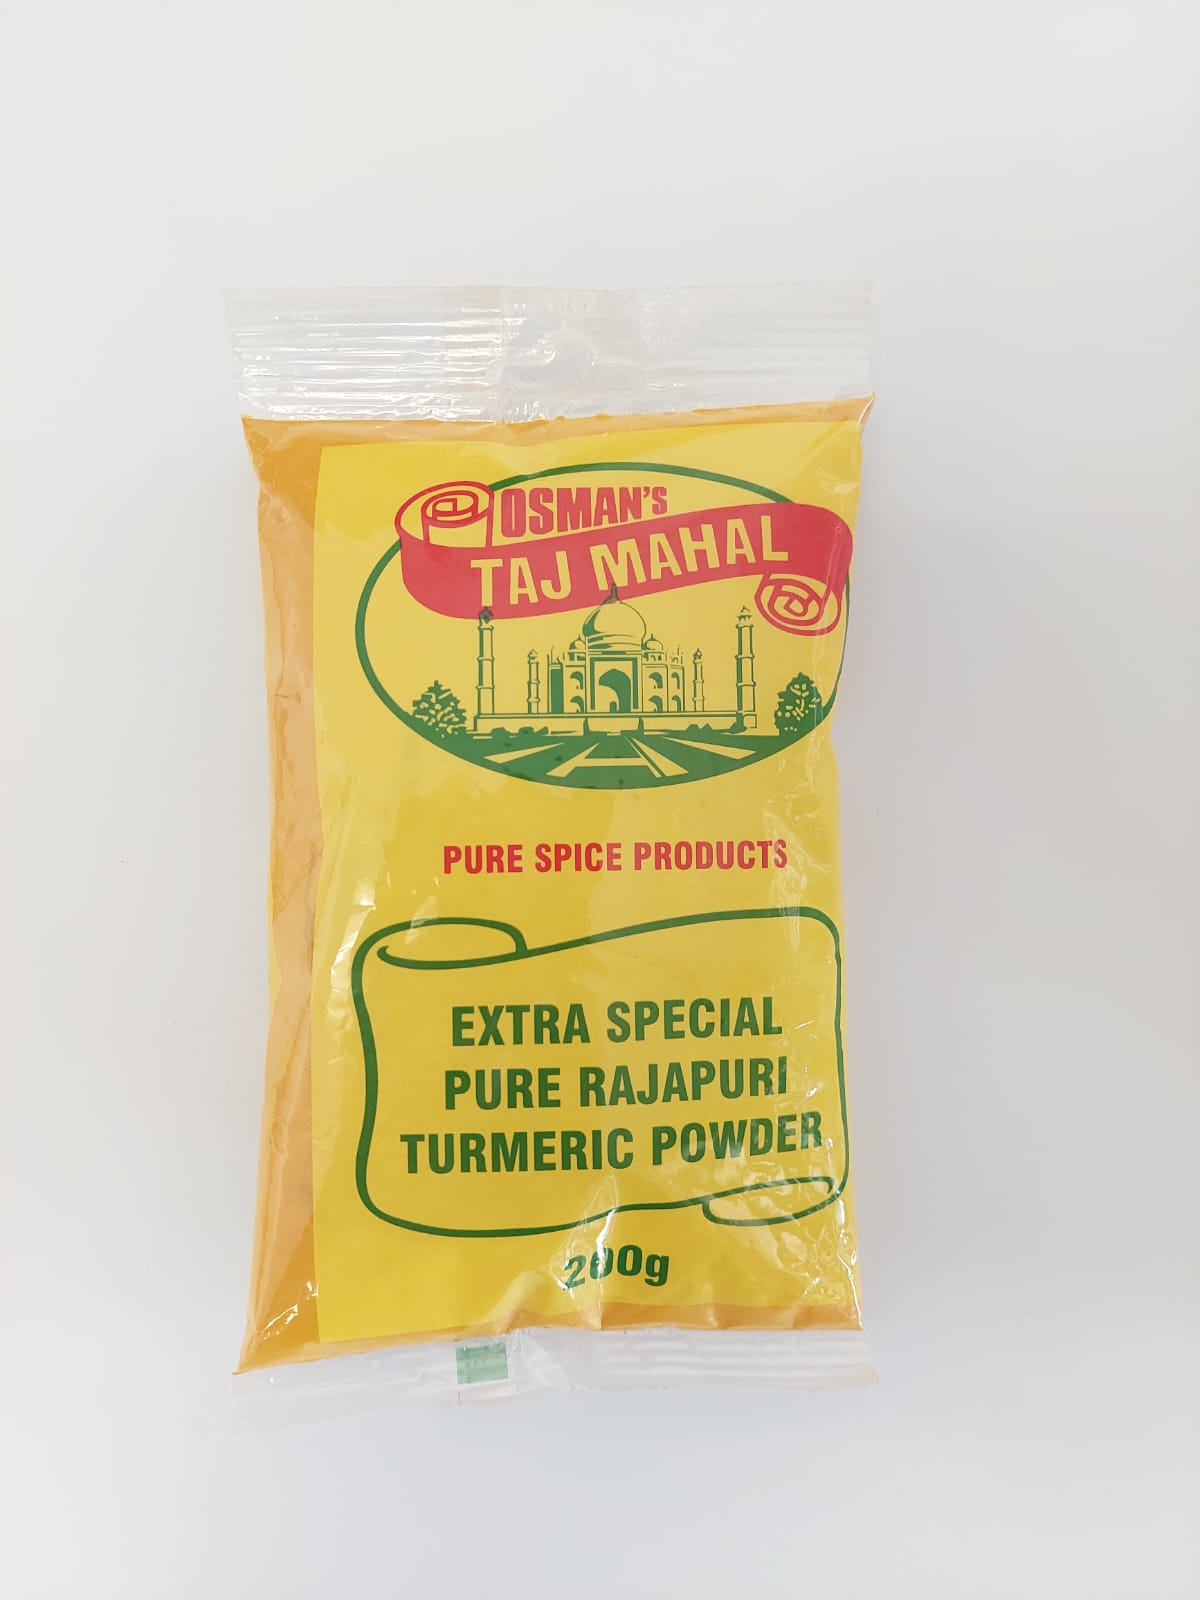 OSMAN'S
TAJ MAHAL
PURE SPICE PRODUCTS
EXTRA SPECIAL
PURE RAJAPURI
TURMERIC POWDER
200g